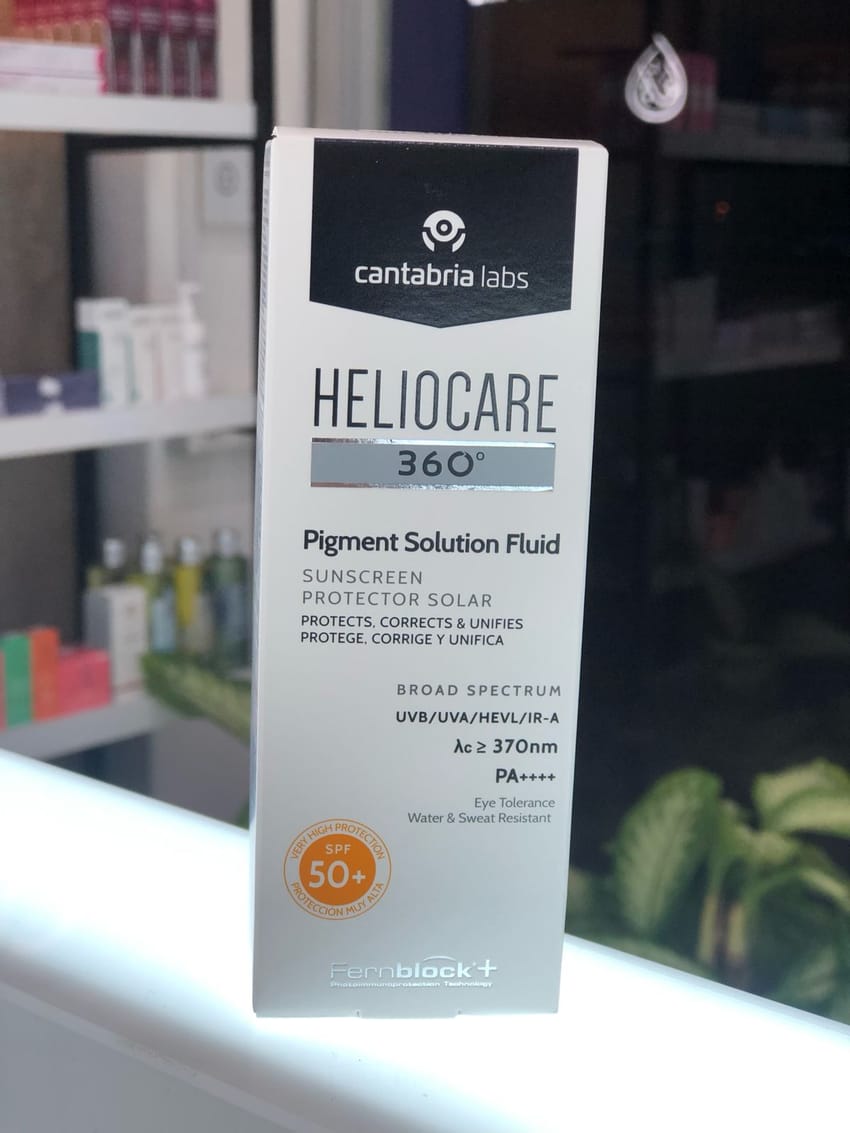 cantabria labs
HELIOCARE
360°
Pigment Solution Fluid
SUNSCREEN
PROTECTOR SOLAR
PROTECTS, CORRECTS & UNIFIES
PROTEGE, CORRIGE Y UNIFICA
BROAD SPECTRUM
UVB/UVA/HEVL/IR-A
λc ≥ 370nm
PA++++
Eye Tolerance
Water & Sweat Resistant
VERY HIGH PROTECTION
SPF
50+
PROTECCIÓN MUY ALTA
Fernblock®+
Photoimmunoprotection Technology